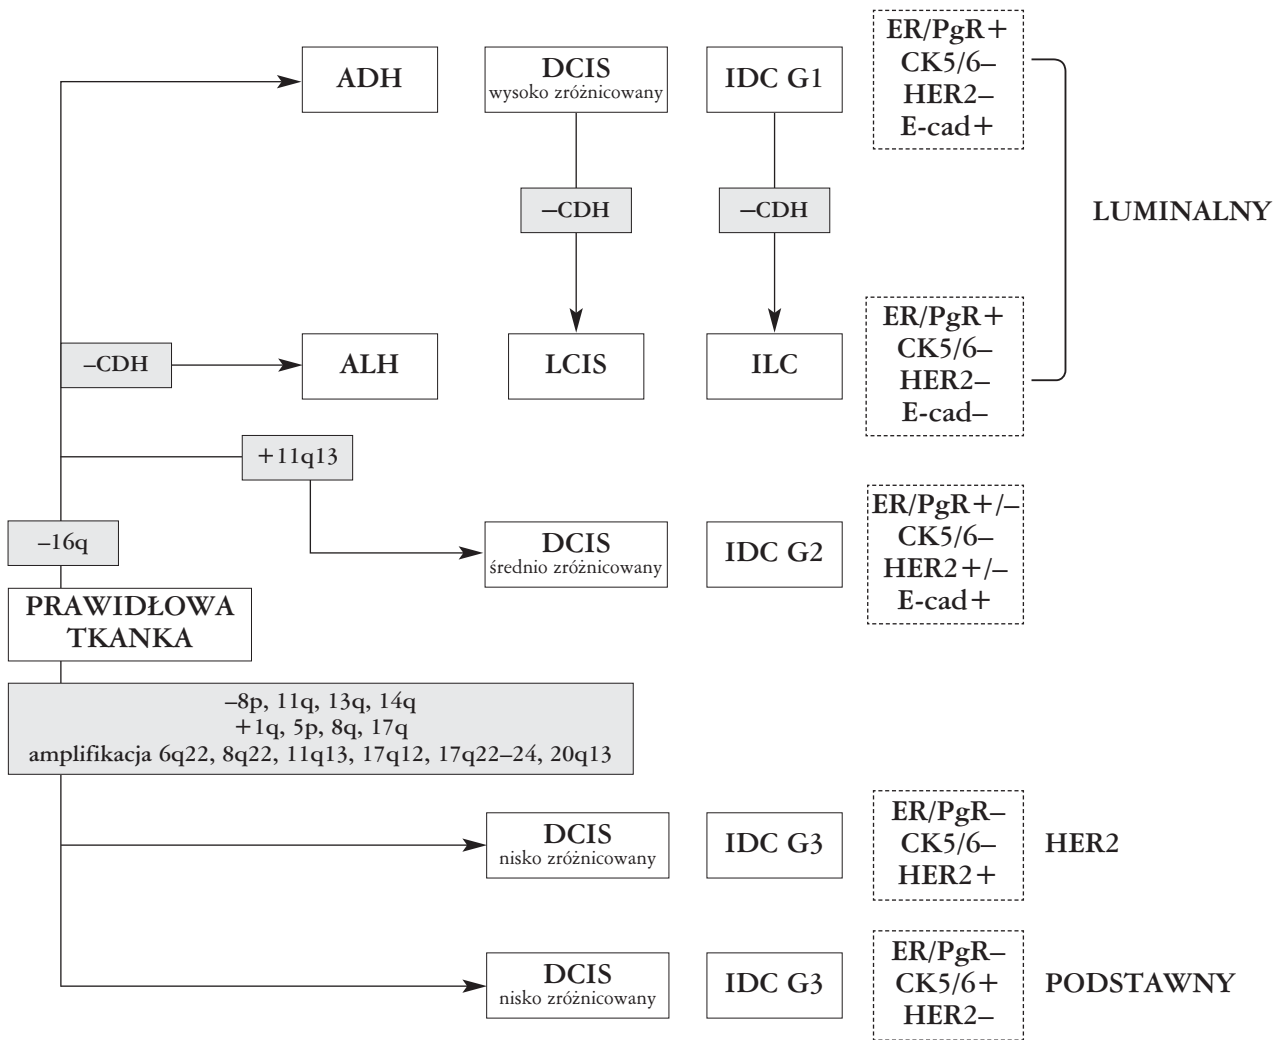 ADH
DCIS
wysoko zróżnicowany
IDC G1
ER/PgR+
CK5/6–
HER2–
E-cad+
–CDH
–CDH
LUMINALNY
–CDH
ALH
LCIS
ILC
ER/PgR+
CK5/6–
HER2–
E-cad–
+11q13
–16q
DCIS
średnio zróżnicowany
IDC G2
ER/PgR+/–
CK5/6–
HER2+/–
E-cad+
PRAWIDŁOWA
TKANKA
–8p, 11q, 13q, 14q
+1q, 5p, 8q, 17q
amplifikacja 6q22, 8q22, 11q13, 17q12, 17q22–24, 20q13
DCIS
nisko zróżnicowany
IDC G3
ER/PgR–
CK5/6–
HER2+
HER2
DCIS
nisko zróżnicowany
IDC G3
ER/PgR–
CK5/6+
HER2–
PODSTAWNY